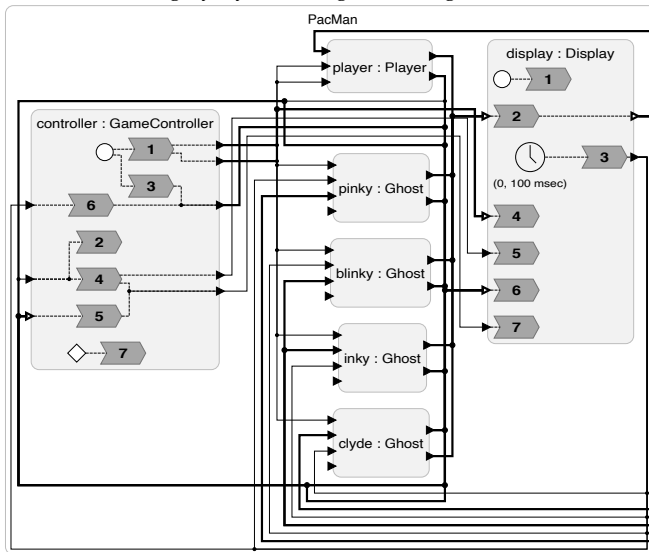 PacMan
player : Player
display : Display
1
2
3
(0, 100 msec)
4
5
6
7
controller : GameController
1
3
6
2
4
5
7
pinky : Ghost
blinky : Ghost
inky : Ghost
clyde : Ghost